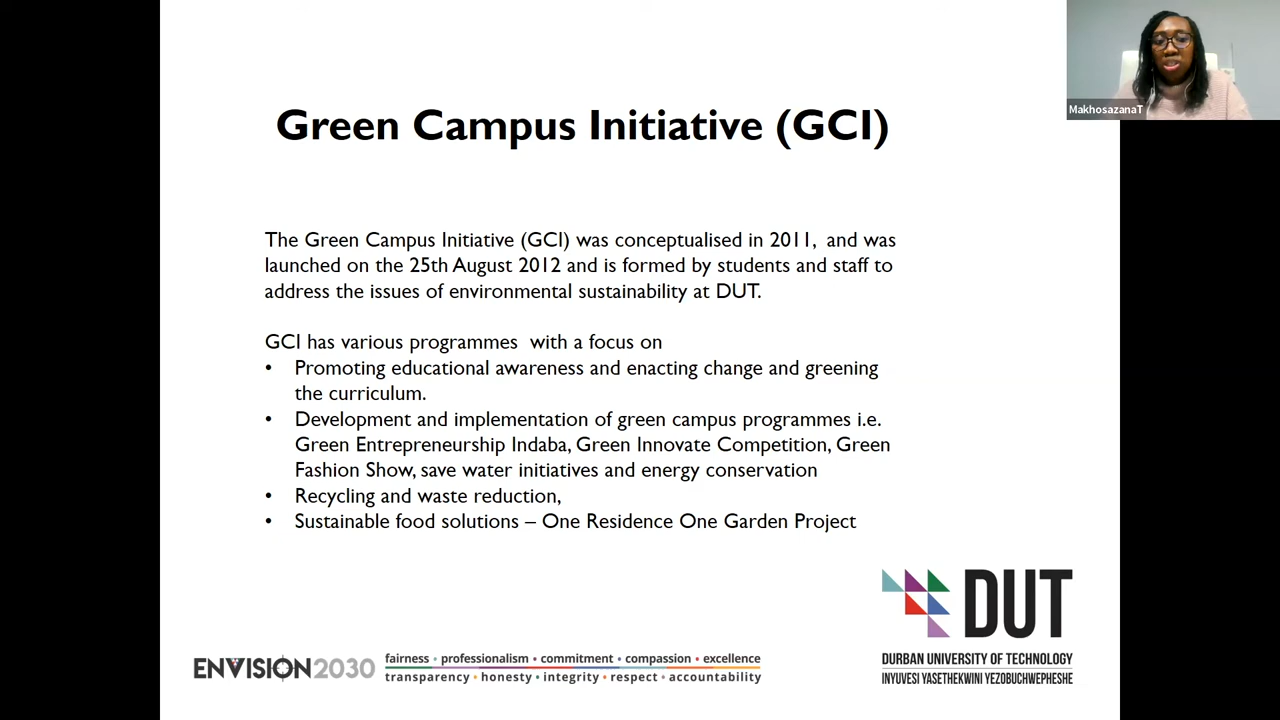 MakhosazanaT
Green Campus Initiative (GCI)
The Green Campus Initiative (GCI) was conceptualised in 2011, and was
launched on the 25th August 2012 and is formed by students and staff to
address the issues of environmental sustainability at DUT.
GCI has various programmes with a focus on
• Promoting educational awareness and enacting change and greening
the curriculum.
• Development and implementation of green campus programmes i.e.
Green Entrepreneurship Indaba, Green Innovate Competition, Green
Fashion Show, save water initiatives and energy conservation
• Recycling and waste reduction,
• Sustainable food solutions – One Residence One Garden Project
DUT
DURBAN UNIVERSITY OF TECHNOLOGY
INYUVESI YASETHEKWINI YEZOBUCHWEPHESHE
ENVISION2030
fairness • professionalism • commitment • compassion • excellence
transparency • honesty • integrity • respect • accountability